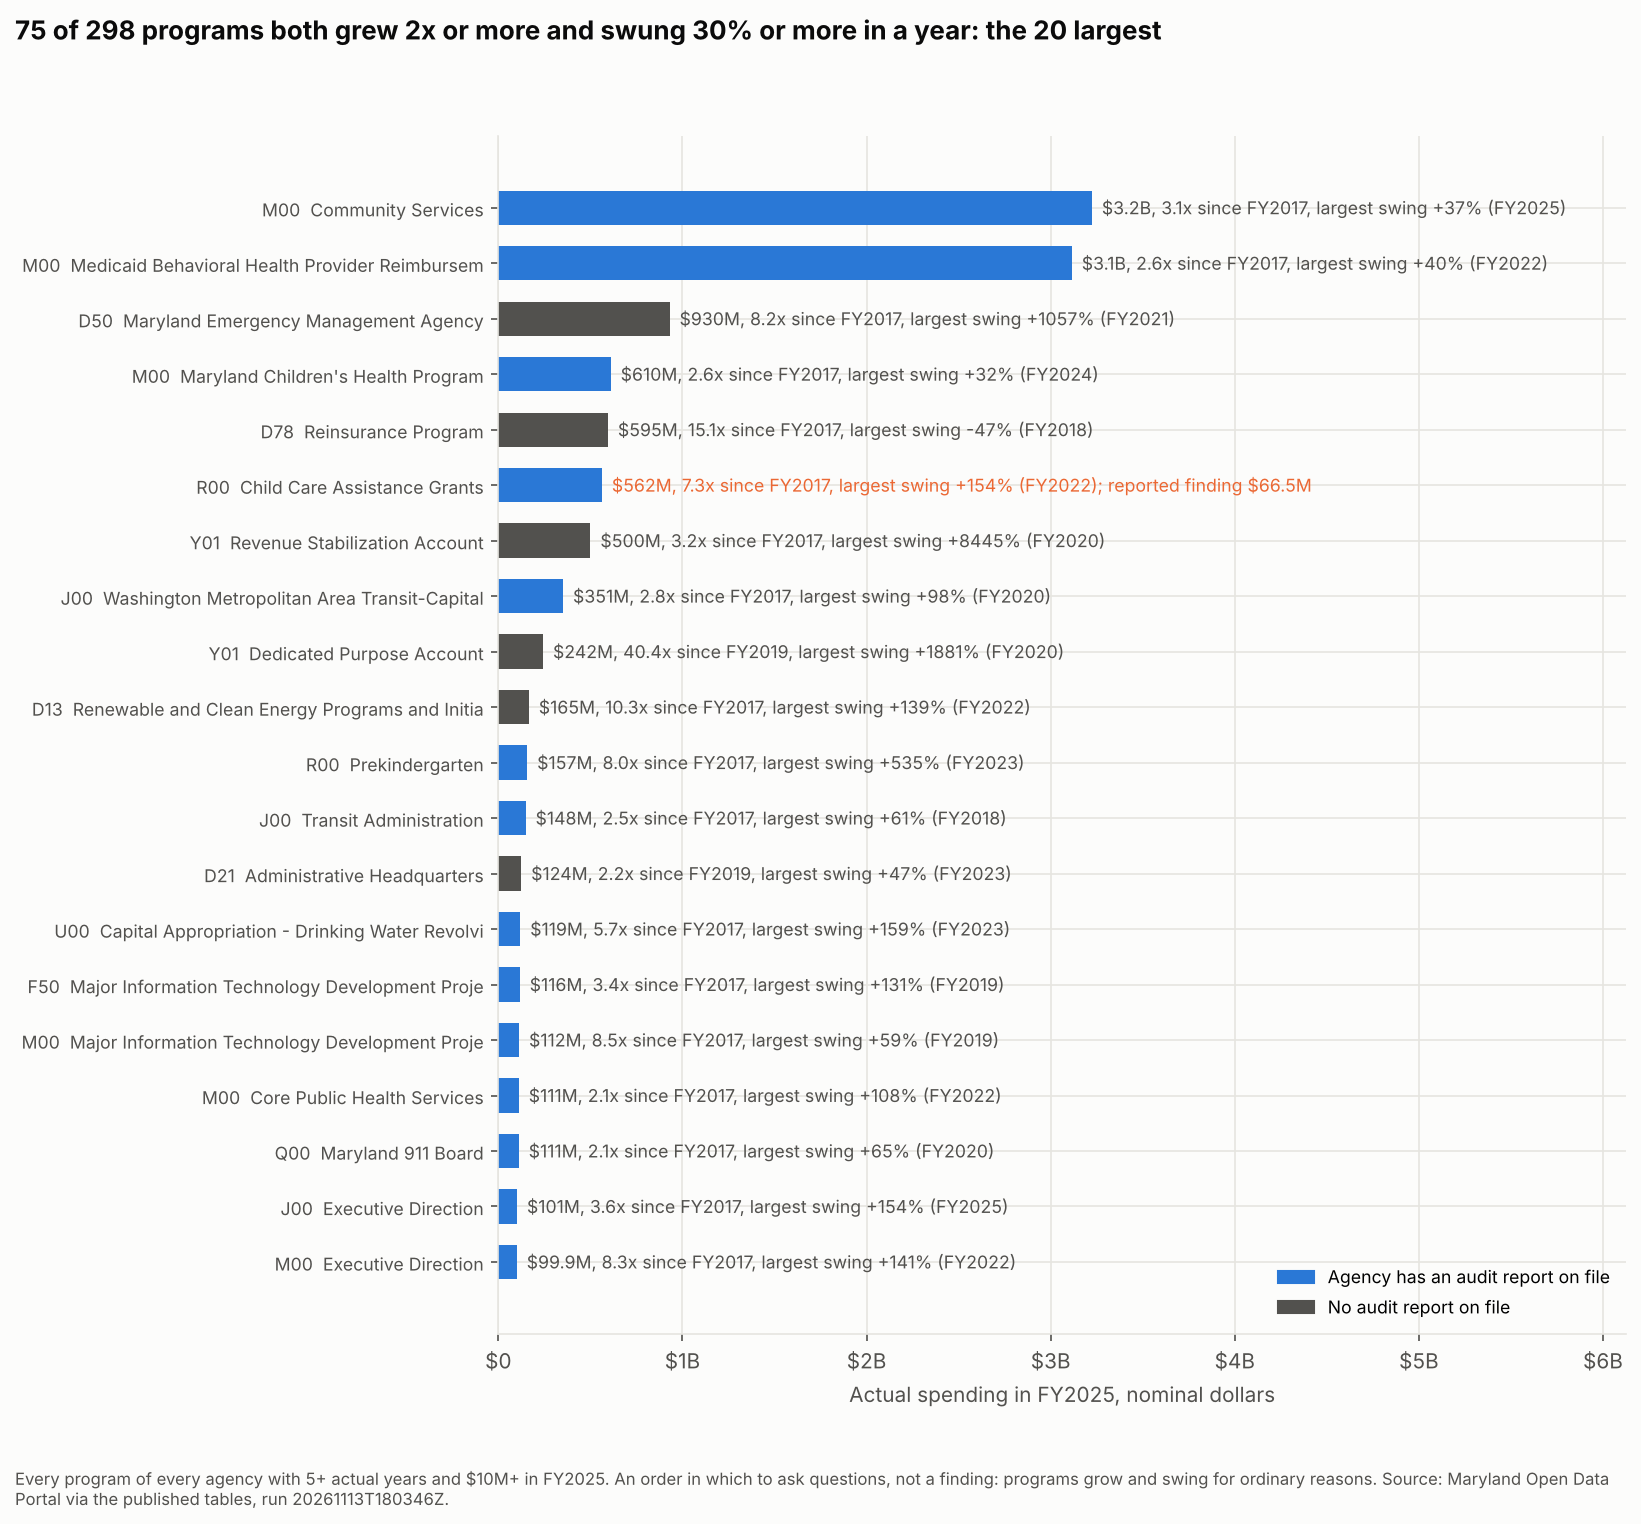 75 of 298 programs both grew 2x or more and swung 30% or more in a year: the 20 largest
M00 Community Services $3.2B, 3.1x since FY2017, largest swing +37% (FY2025)
M00 Medicaid Behavioral Health Provider Reimbursem $3.1B, 2.6x since FY2017, largest swing +40% (FY2022)
D50 Maryland Emergency Management Agency $930M, 8.2x since FY2017, largest swing +1057% (FY2021)
M00 Maryland Children's Health Program $610M, 2.6x since FY2017, largest swing +32% (FY2024)
D78 Reinsurance Program $595M, 15.1x since FY2017, largest swing -47% (FY2018)
R00 Child Care Assistance Grants $562M, 7.3x since FY2017, largest swing +154% (FY2022); reported finding $66.5M
Y01 Revenue Stabilization Account $500M, 3.2x since FY2017, largest swing +8445% (FY2020)
J00 Washington Metropolitan Area Transit-Capital $351M, 2.8x since FY2017, largest swing +98% (FY2020)
Y01 Dedicated Purpose Account $242M, 40.4x since FY2019, largest swing +1881% (FY2020)
D13 Renewable and Clean Energy Programs and Initia $165M, 10.3x since FY2017, largest swing +139% (FY2022)
R00 Prekindergarten $157M, 8.0x since FY2017, largest swing +535% (FY2023)
J00 Transit Administration $148M, 2.5x since FY2017, largest swing +61% (FY2018)
D21 Administrative Headquarters $124M, 2.2x since FY2019, largest swing +47% (FY2023)
U00 Capital Appropriation - Drinking Water Revolvi $119M, 5.7x since FY2017, largest swing +159% (FY2023)
F50 Major Information Technology Development Proje $116M, 3.4x since FY2017, largest swing +131% (FY2019)
M00 Major Information Technology Development Proje $112M, 8.5x since FY2017, largest swing +59% (FY2019)
M00 Core Public Health Services $111M, 2.1x since FY2017, largest swing +108% (FY2022)
Q00 Maryland 911 Board $111M, 2.1x since FY2017, largest swing +65% (FY2020)
J00 Executive Direction $101M, 3.6x since FY2017, largest swing +154% (FY2025)
M00 Executive Direction $99.9M, 8.3x since FY2017, largest swing +141% (FY2022)
Agency has an audit report on file
No audit report on file
$0 $1B $2B $3B $4B $5B $6B
Actual spending in FY2025, nominal dollars
Every program of every agency with 5+ actual years and $10M+ in FY2025. An order in which to ask questions, not a finding: programs grow and swing for ordinary reasons. Source: Maryland Open Data
Portal via the published tables, run 20261113T180346Z.